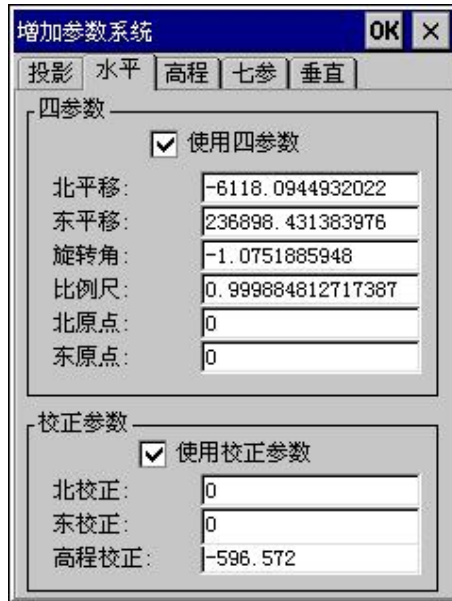 增加参数系统 OK ×
投影 水平 高程 七参 垂直
四参数
使用四参数
北平移: -6118.0944932022
东平移: 236898.431383976
旋转角: -1.0751885948
比例尺: 0.999884812717387
北原点: 0
东原点: 0
校正参数
使用校正参数
北校正: 0
东校正: 0
高程校正: -596.572